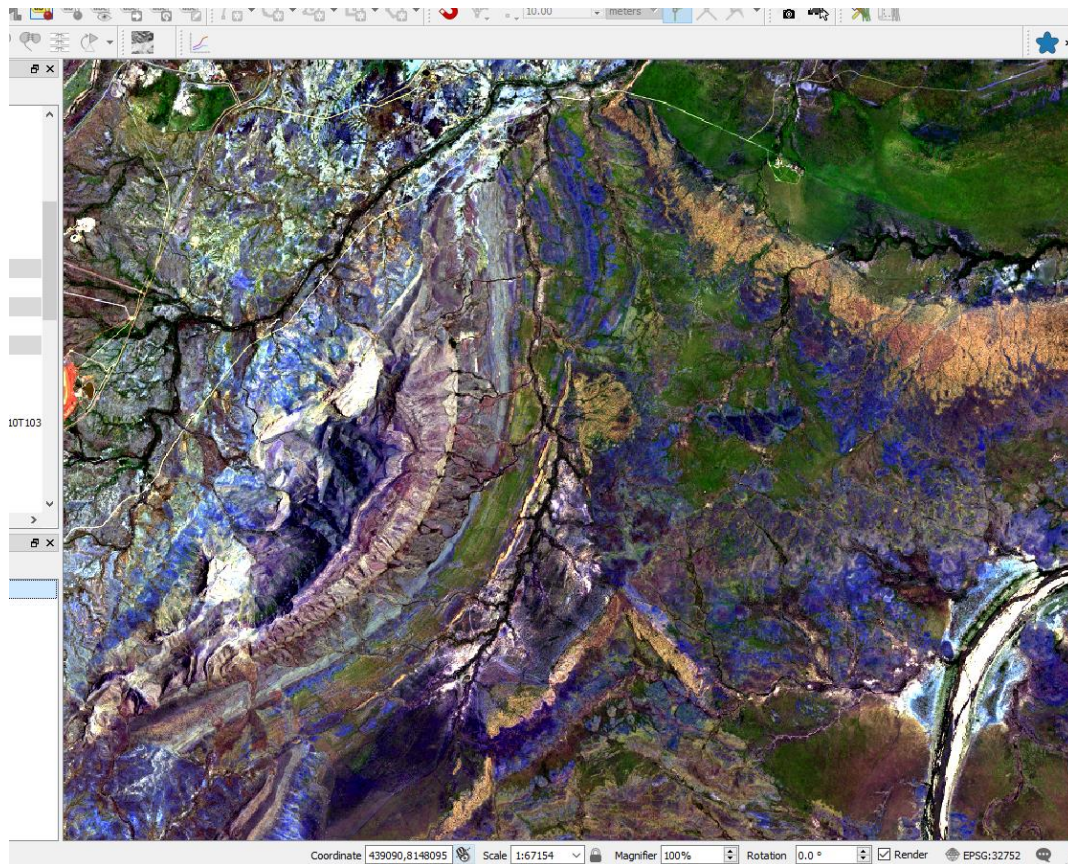 10.00 meters
10T103
Coordinate 439090,8148095 Scale 1:67154 Magnifier 100% Rotation 0.0 ° Render EPSG:32752